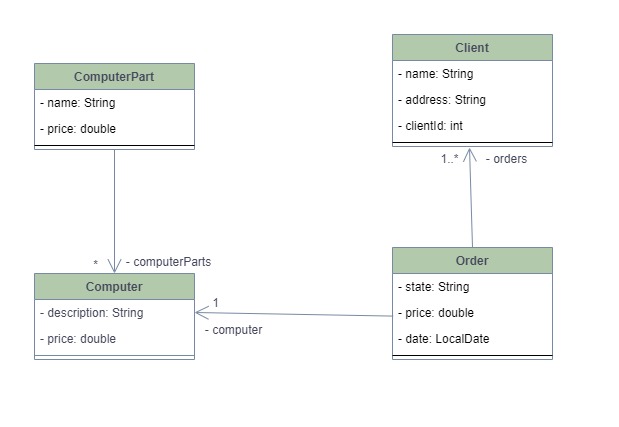 Client
- name: String
- address: String
- clientId: int
ComputerPart
- name: String
- price: double
1..* - orders
* - computerParts
Order
- state: String
- price: double
- date: LocalDate
Computer
- description: String
- price: double
1
- computer